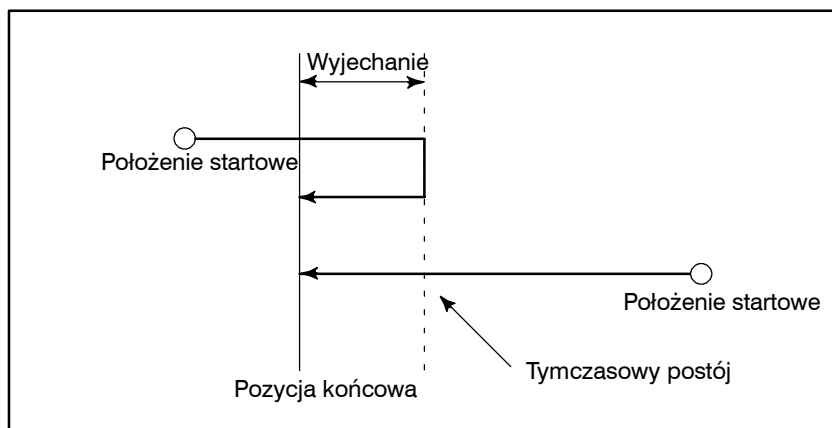 Wyjechanie
Położenie startowe
Położenie startowe
Tymczasowy postój
Pozycja końcowa